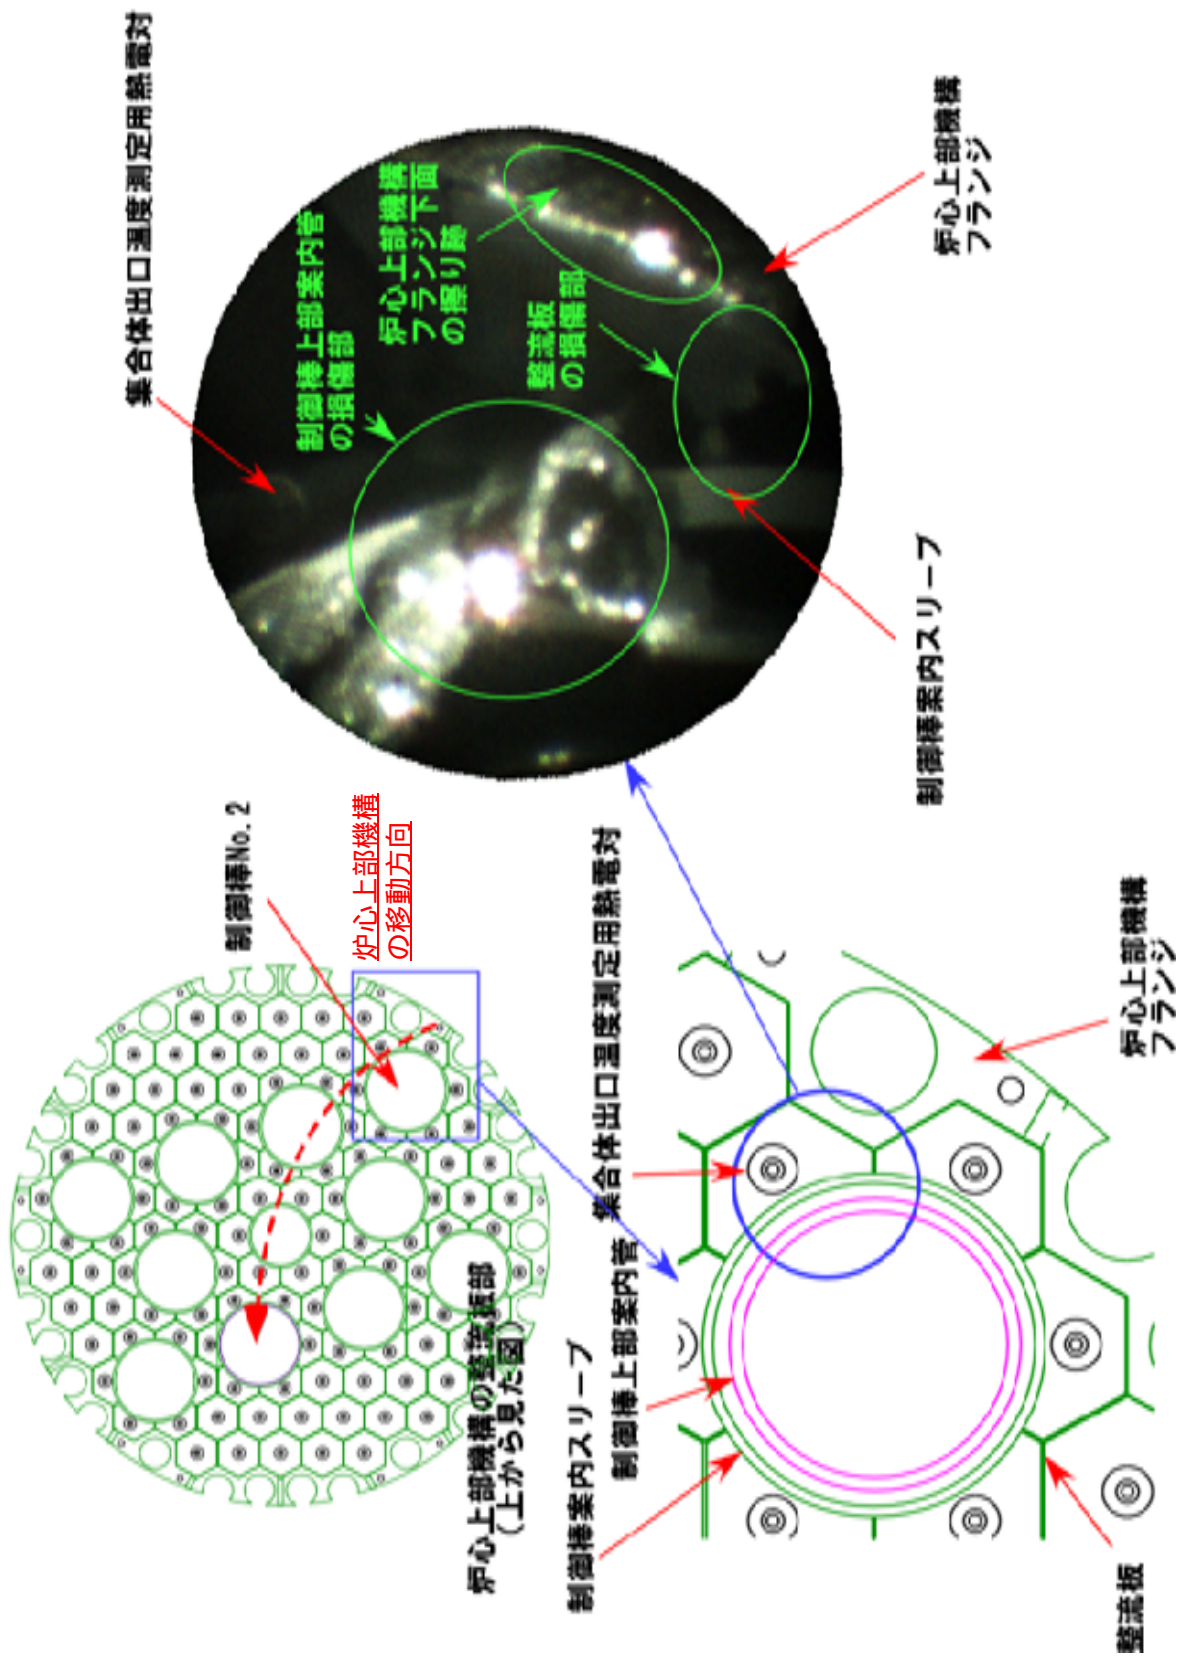 制御棒No.2
炉心上部機構
の移動方向
炉心上部機構の整流板部
(上から見た図)
集合体出口温度測定用熱電対
制御棒上部案内管
の損傷部
炉心上部機構
フランジ下面
の擦り跡
整流板
の損傷部
炉心上部機構
フランジ
制御棒案内スリーブ
制御棒案内スリーブ
制御棒上部案内管
集合体出口温度測定用熱電対
炉心上部機構
フランジ
整流板